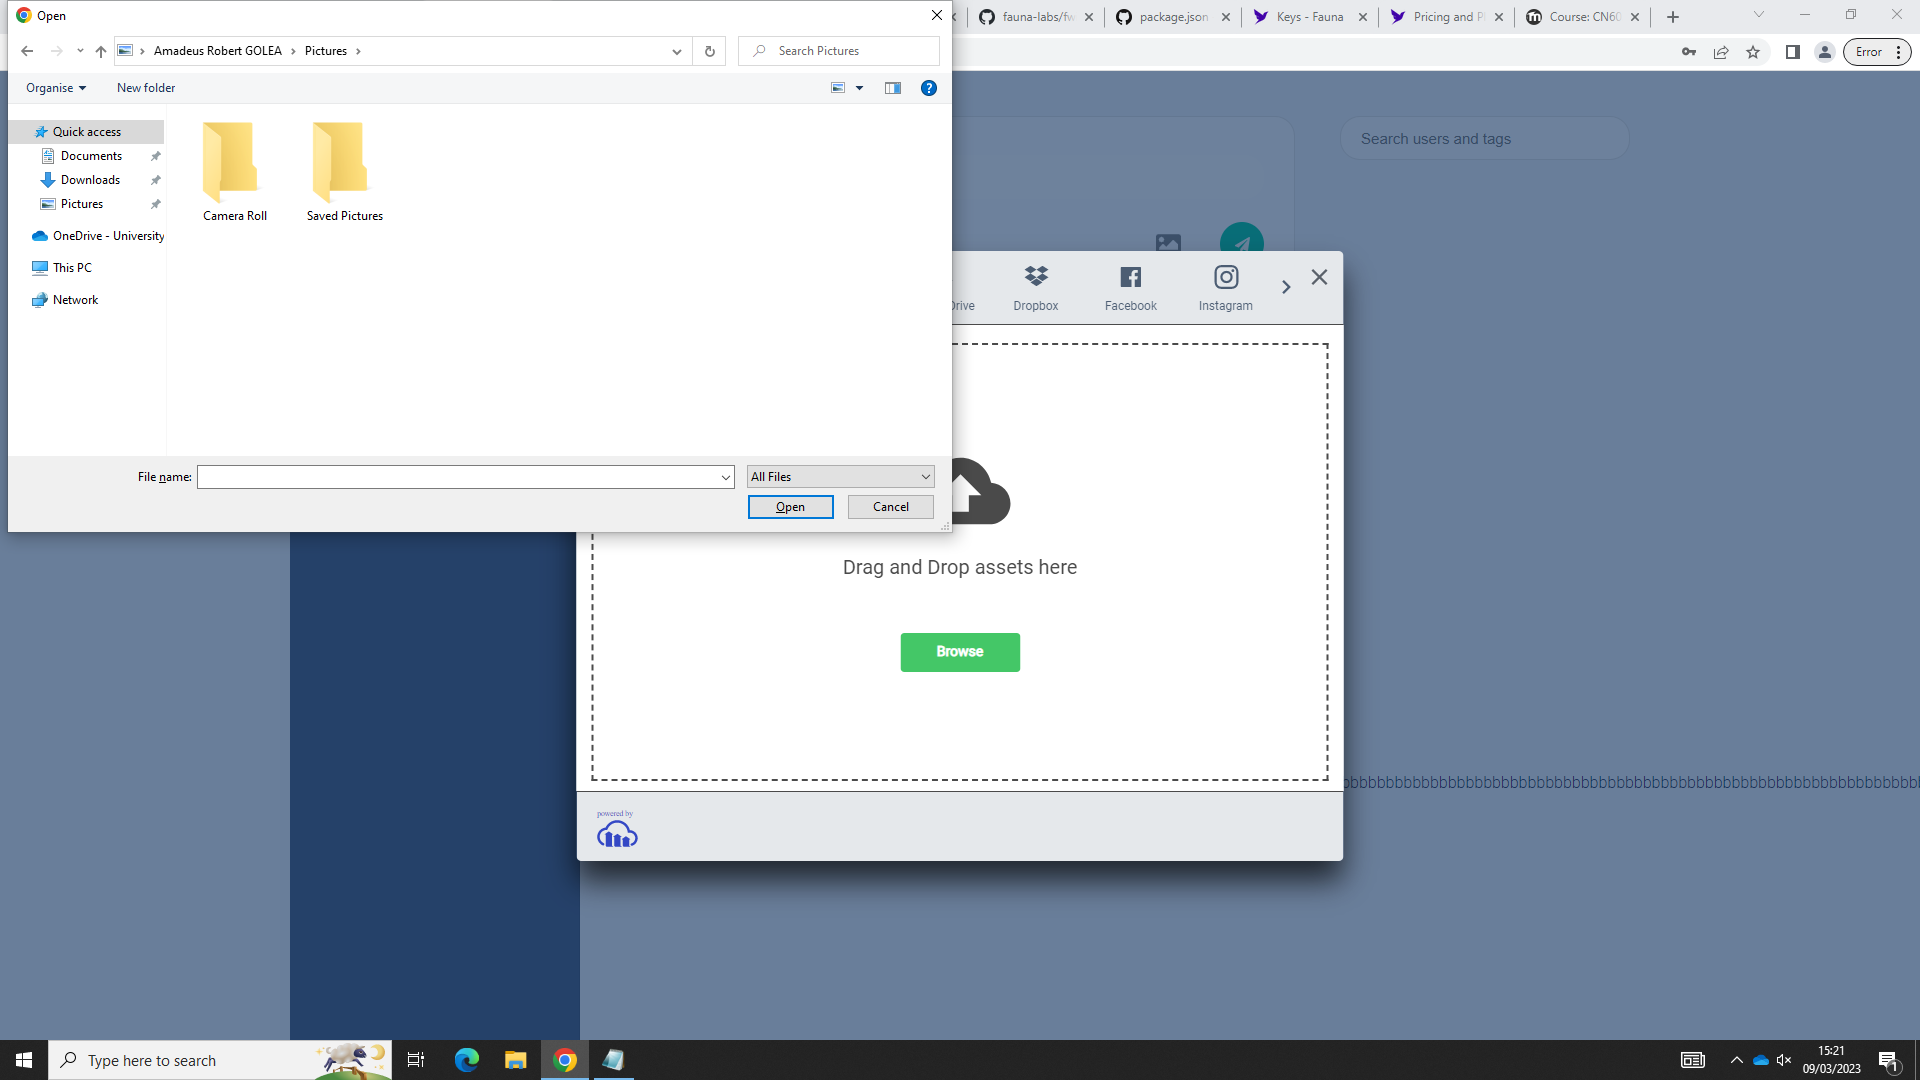 Open
fauna-labs/fw
package.json
Keys - Fauna
Pricing and P
Course: CN60
Amadeus Robert GOLEA
Pictures
Search Pictures
Error
Organise
New folder
Quick access
Documents
Downloads
Pictures
OneDrive - University
This PC
Network
Camera Roll
Saved Pictures
Search users and tags
Drive
Dropbox
Facebook
Instagram
File name:
All Files
Open
Cancel
Drag and Drop assets here
Browse
powered by
Type here to search
15:21
09/03/2023
1